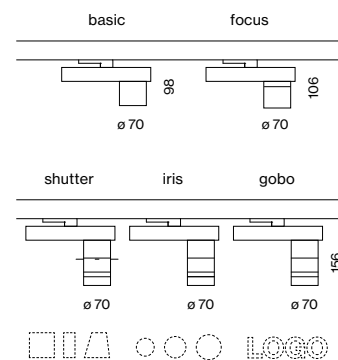 basic focus
98 106
ø 70 ø 70
shutter iris gobo
156
ø 70 ø 70 ø 70
LOGO